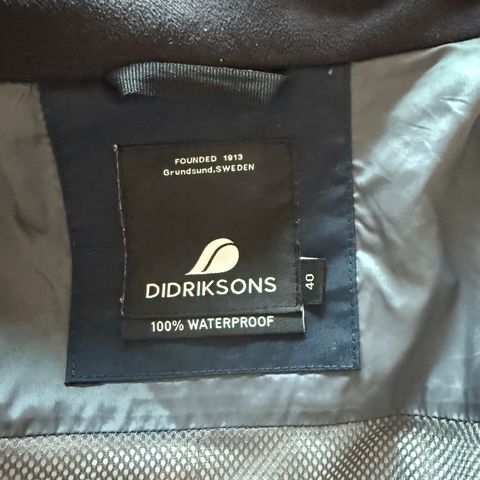 FOUNDED 1913
Grundsund.SWEDEN
DIDRIKSONS
40
100% WATERPROOF